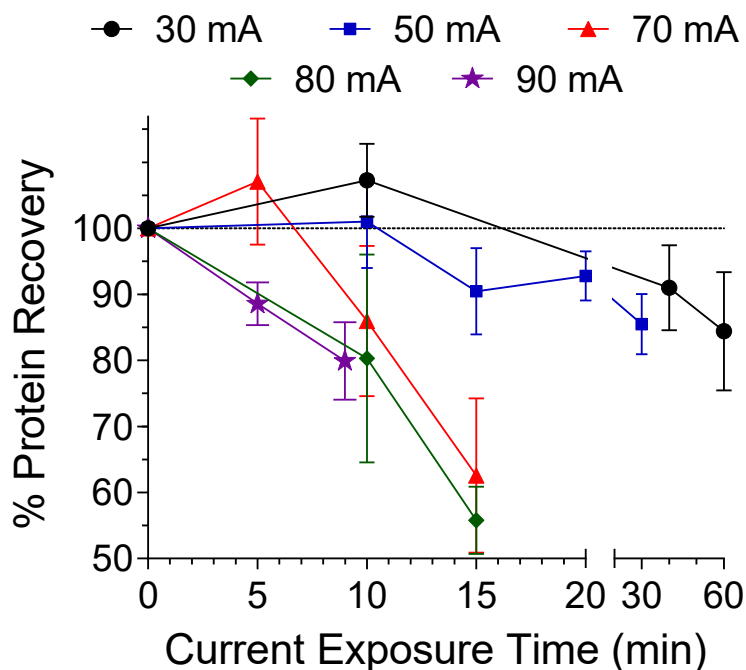 30 mA 50 mA 70 mA
80 mA 90 mA
% Protein Recovery
100
90
80
70
60
50
0 5 10 15 20 30 60
Current Exposure Time (min)